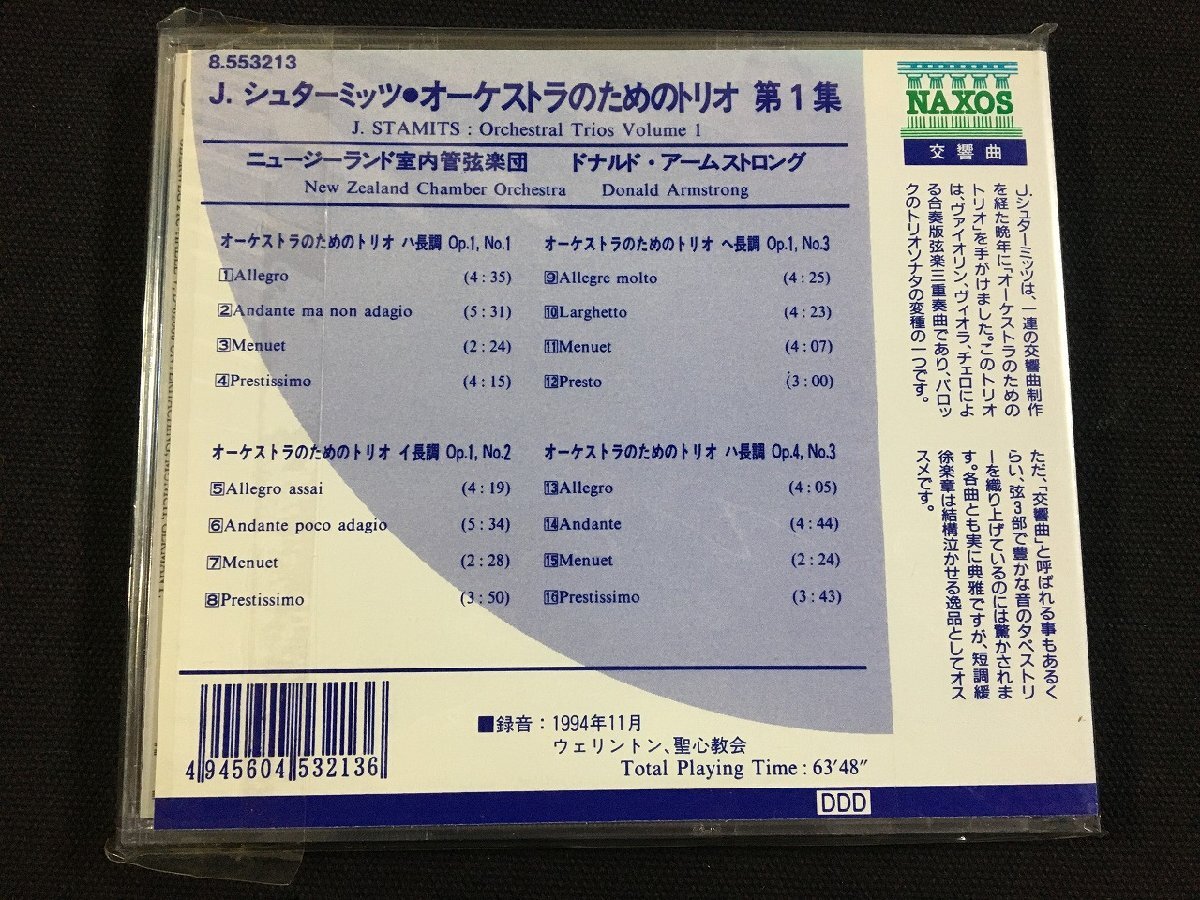 8.553213
J. シュターミッツ●オーケストラのためのトリオ 第1集
J. STAMITS : Orchestral Trios Volume 1
ニュージーランド室内管弦楽団 ドナルド・アームストロング
New Zealand Chamber Orchestra Donald Armstrong
オーケストラのためのトリオ ハ長調 Op.1, No.1
1 Allegro (4:35)
2 Andante ma non adagio (5:31)
3 Menuet (2:24)
4 Prestissimo (4:15)
オーケストラのためのトリオ イ長調 Op.1, No.2
5 Allegro assai (4:19)
6 Andante poco adagio (5:34)
7 Menuet (2:28)
8 Prestissimo (3:50)
オーケストラのためのトリオ ヘ長調 Op.1, No.3
9 Allegro molto (4:25)
10 Larghetto (4:23)
11 Menuet (4:07)
12 Presto (3:00)
オーケストラのためのトリオ ハ長調 Op.4, No.3
13 Allegro (4:05)
14 Andante (4:44)
15 Menuet (2:24)
16 Prestissimo (3:43)
■録音：1994年11月
ウェリントン、聖心教会
Total Playing Time : 63'48"
4 945604 532136
DDD
NAXOS
交響曲
J.シュターミッツは、一連の交響曲制作
を経た晩年に「オーケストラのための
トリオ」を手がけました。このトリオ
は、ヴァイオリン、ヴィオラ、チェロによ
る合奏版弦楽三重奏曲であり、バロッ
クのトリオソナタの変種の一つです。
ただ、「交響曲」と呼ばれる事もあるく
らい、弦3部で豊かな音のタペストリ
ーを織り上げているのには驚かされま
す。各曲とも実に典雅ですが、短調緩
徐楽章は結構泣かせる逸品としてオス
スメです。